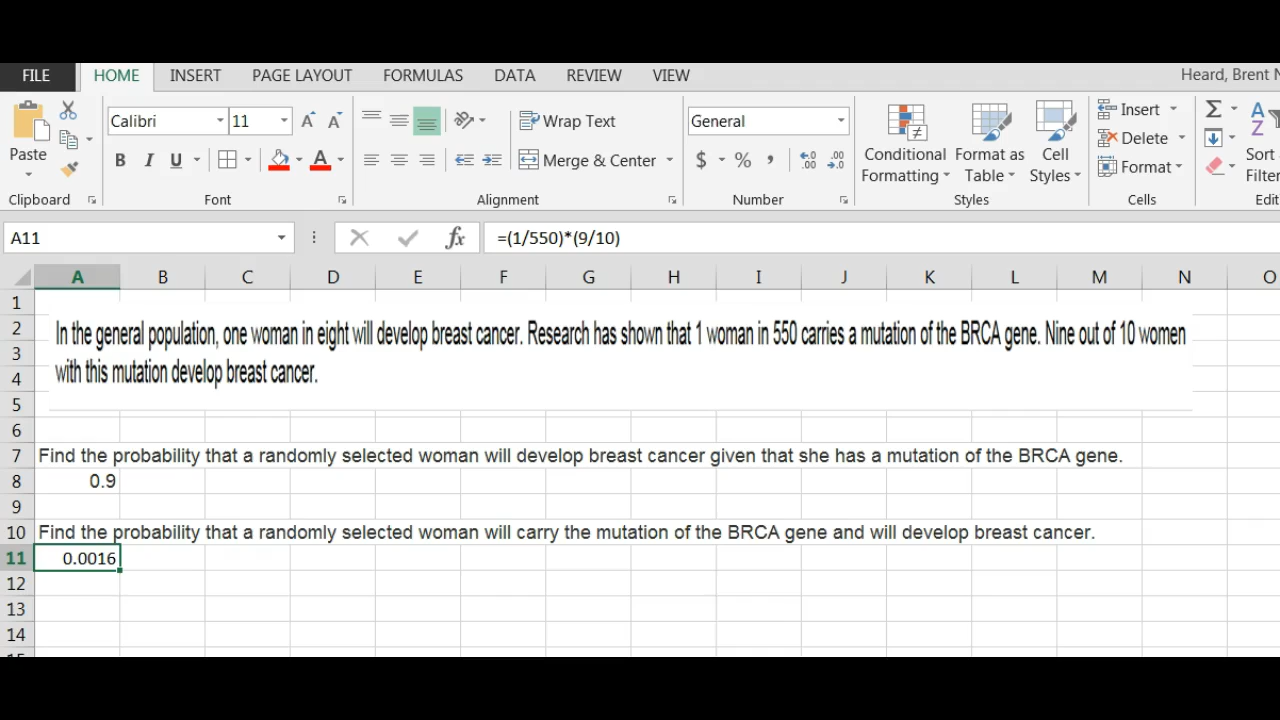 FILE HOME INSERT PAGE LAYOUT FORMULAS DATA REVIEW VIEW Heard, Brent N
Calibri 11 Wrap Text General Insert
Delete
Paste B I U Merge & Center $ % , .00 .00 Conditional Format as Cell Format Sort
Formatting Table Styles Filter
Clipboard Font Alignment Number Styles Cells Edit
A11 fx =(1/550)*(9/10)
A B C D E F G H I J K L M N O
1
2 In the general population, one woman in eight will develop breast cancer. Research has shown that 1 woman in 550 carries a mutation of the BRCA gene. Nine out of 10 women
3
4 with this mutation develop breast cancer.
5
6
7 Find the probability that a randomly selected woman will develop breast cancer given that she has a mutation of the BRCA gene.
8 0.9
9
10 Find the probability that a randomly selected woman will carry the mutation of the BRCA gene and will develop breast cancer.
11 0.0016
12
13
14